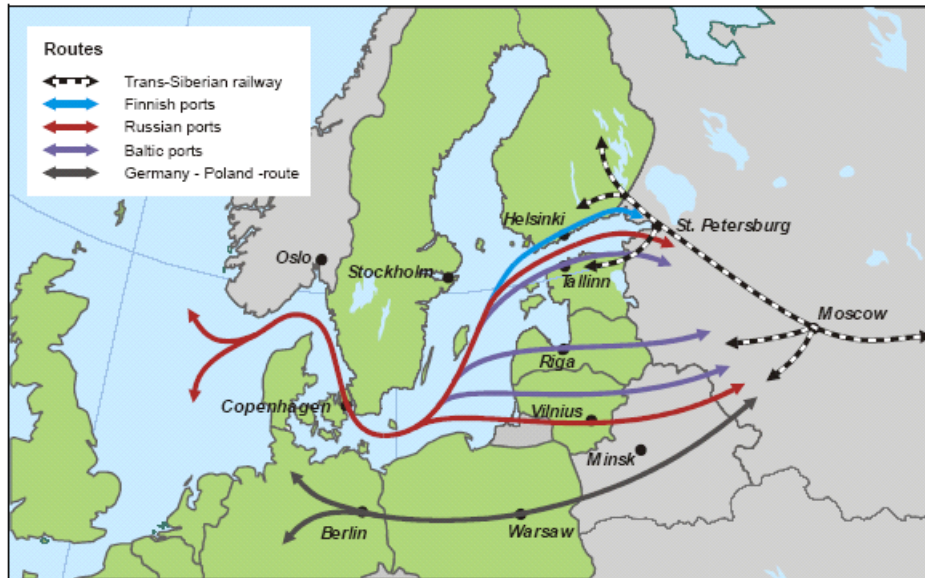 Routes
Trans-Siberian railway
Finnish ports
Russian ports
Baltic ports
Germany - Poland -route
Helsinki
St. Petersburg
Oslo
Stockholm
Tallinn
Moscow
Riga
Copenhagen
Vilnius
Minsk
Berlin
Warsaw